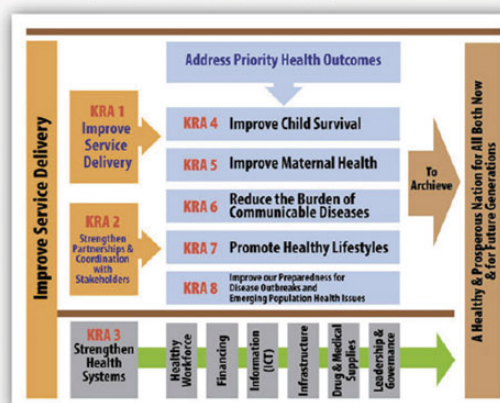 Improve Service Delivery
Address Priority Health Outcomes
KRA 1
Improve
Service
Delivery
KRA 2
Strengthen
Partnerships &
Coordination
with
Stakeholders
KRA 4 Improve Child Survival
KRA 5 Improve Maternal Health
KRA 6 Reduce the Burden of
Communicable Diseases
KRA 7 Promote Healthy Lifestyles
KRA 8 Improve our Preparedness for
Disease Outbreaks and
Emerging Population Health Issues
To
Achieve
A Healthy & Prosperous Nation for All Both Now
& for Future Generations
KRA 3
Strengthen
Health
Systems
Healthy
Workforce
Financing
Information
(ICT)
Infrastructure
Drug & Medical
Supplies
Leadership &
Governance